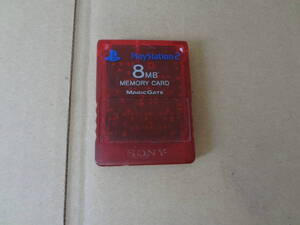 PlayStation 2
8MB
MEMORY CARD
MAGICGATE
SONY